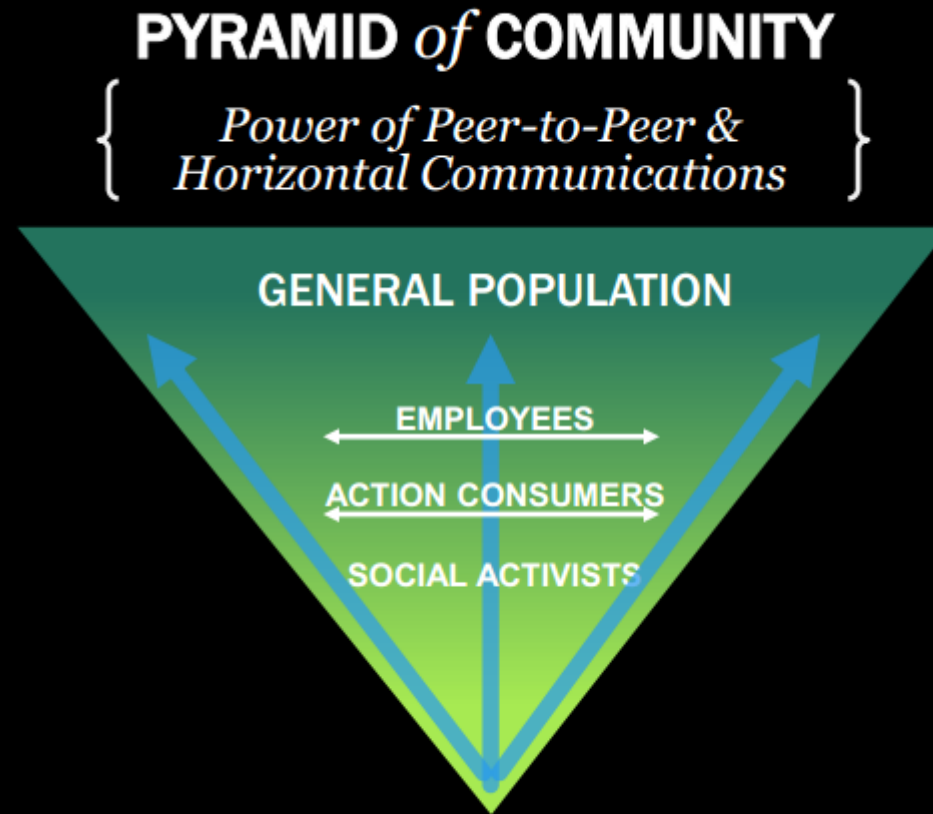 PYRAMID of COMMUNITY
Power of Peer-to-Peer &
Horizontal Communications
GENERAL POPULATION
EMPLOYEES
ACTION CONSUMERS
SOCIAL ACTIVISTS